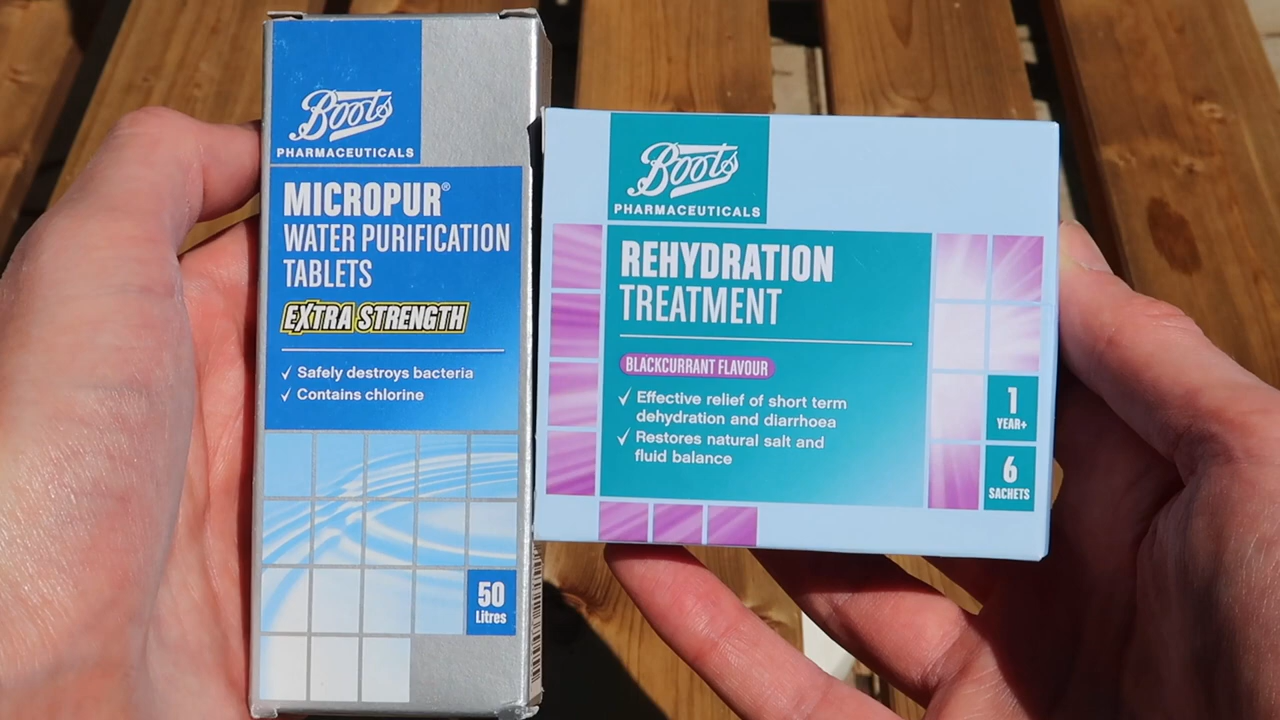 Boots
PHARMACEUTICALS
MICROPUR®
WATER PURIFICATION
TABLETS
EXTRA STRENGTH
✓ Safely destroys bacteria
✓ Contains chlorine
50
Litres
Boots
PHARMACEUTICALS
REHYDRATION
TREATMENT
BLACKCURRANT FLAVOUR
✓ Effective relief of short term
dehydration and diarrhoea
✓ Restores natural salt and
fluid balance
1
YEAR+
6
SACHETS